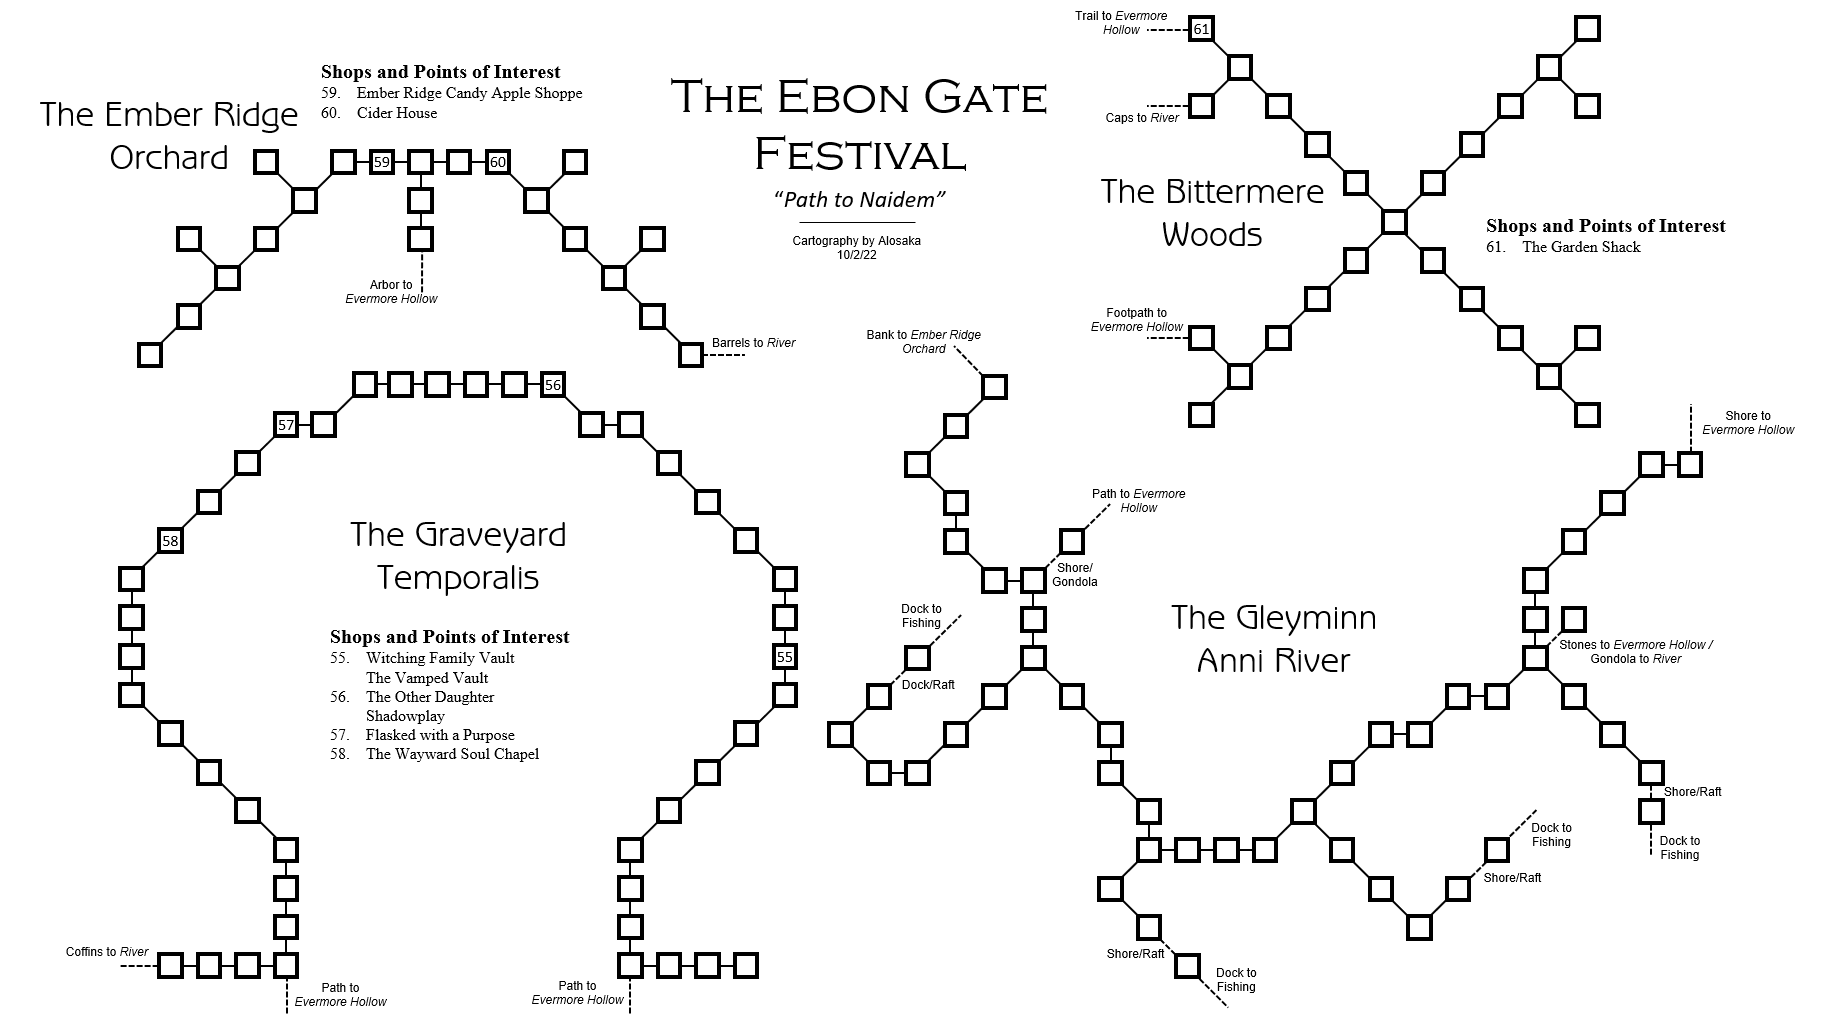 The Ebon Gate
Festival
“Path to Naidem”
Cartography by Alosaka
10/2/22
The Ember Ridge
Orchard
Shops and Points of Interest
59. Ember Ridge Candy Apple Shoppe
60. Cider House
59
60
Arbor to
Evermore Hollow
Barrels to River
Trail to Evermore
Hollow
61
Caps to River
The Bittermere
Woods
Shops and Points of Interest
61. The Garden Shack
Footpath to
Evermore Hollow
56
57
58
55
The Graveyard
Temporalis
Shops and Points of Interest
55. Witching Family Vault
The Vamped Vault
56. The Other Daughter
Shadowplay
57. Flasked with a Purpose
58. The Wayward Soul Chapel
Coffins to River
Path to
Evermore Hollow
Path to
Evermore Hollow
Bank to Ember Ridge
Orchard
Path to Evermore
Hollow
Shore/
Gondola
Dock to
Fishing
Dock/Raft
The Gleyminn
Anni River
Shore to
Evermore Hollow
Stones to Evermore Hollow /
Gondola to River
Shore/Raft
Dock to
Fishing
Dock to
Fishing
Shore/Raft
Shore/Raft
Dock to
Fishing